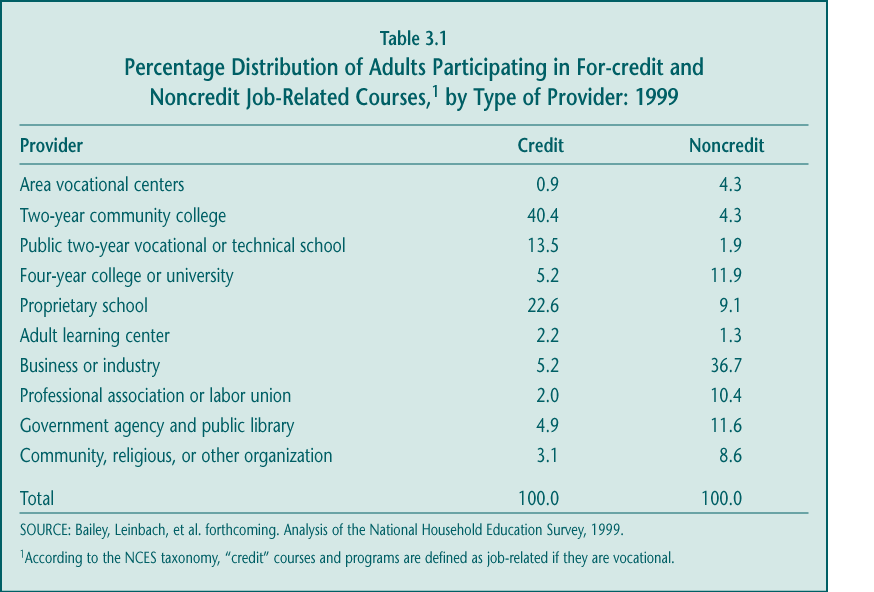 Table 3.1
Percentage Distribution of Adults Participating in For-credit and
Noncredit Job-Related Courses,¹ by Type of Provider: 1999
Provider Credit Noncredit
Area vocational centers 0.9 4.3
Two-year community college 40.4 4.3
Public two-year vocational or technical school 13.5 1.9
Four-year college or university 5.2 11.9
Proprietary school 22.6 9.1
Adult learning center 2.2 1.3
Business or industry 5.2 36.7
Professional association or labor union 2.0 10.4
Government agency and public library 4.9 11.6
Community, religious, or other organization 3.1 8.6
Total 100.0 100.0
SOURCE: Bailey, Leinbach, et al. forthcoming. Analysis of the National Household Education Survey, 1999.
¹According to the NCES taxonomy, “credit” courses and programs are defined as job-related if they are vocational.